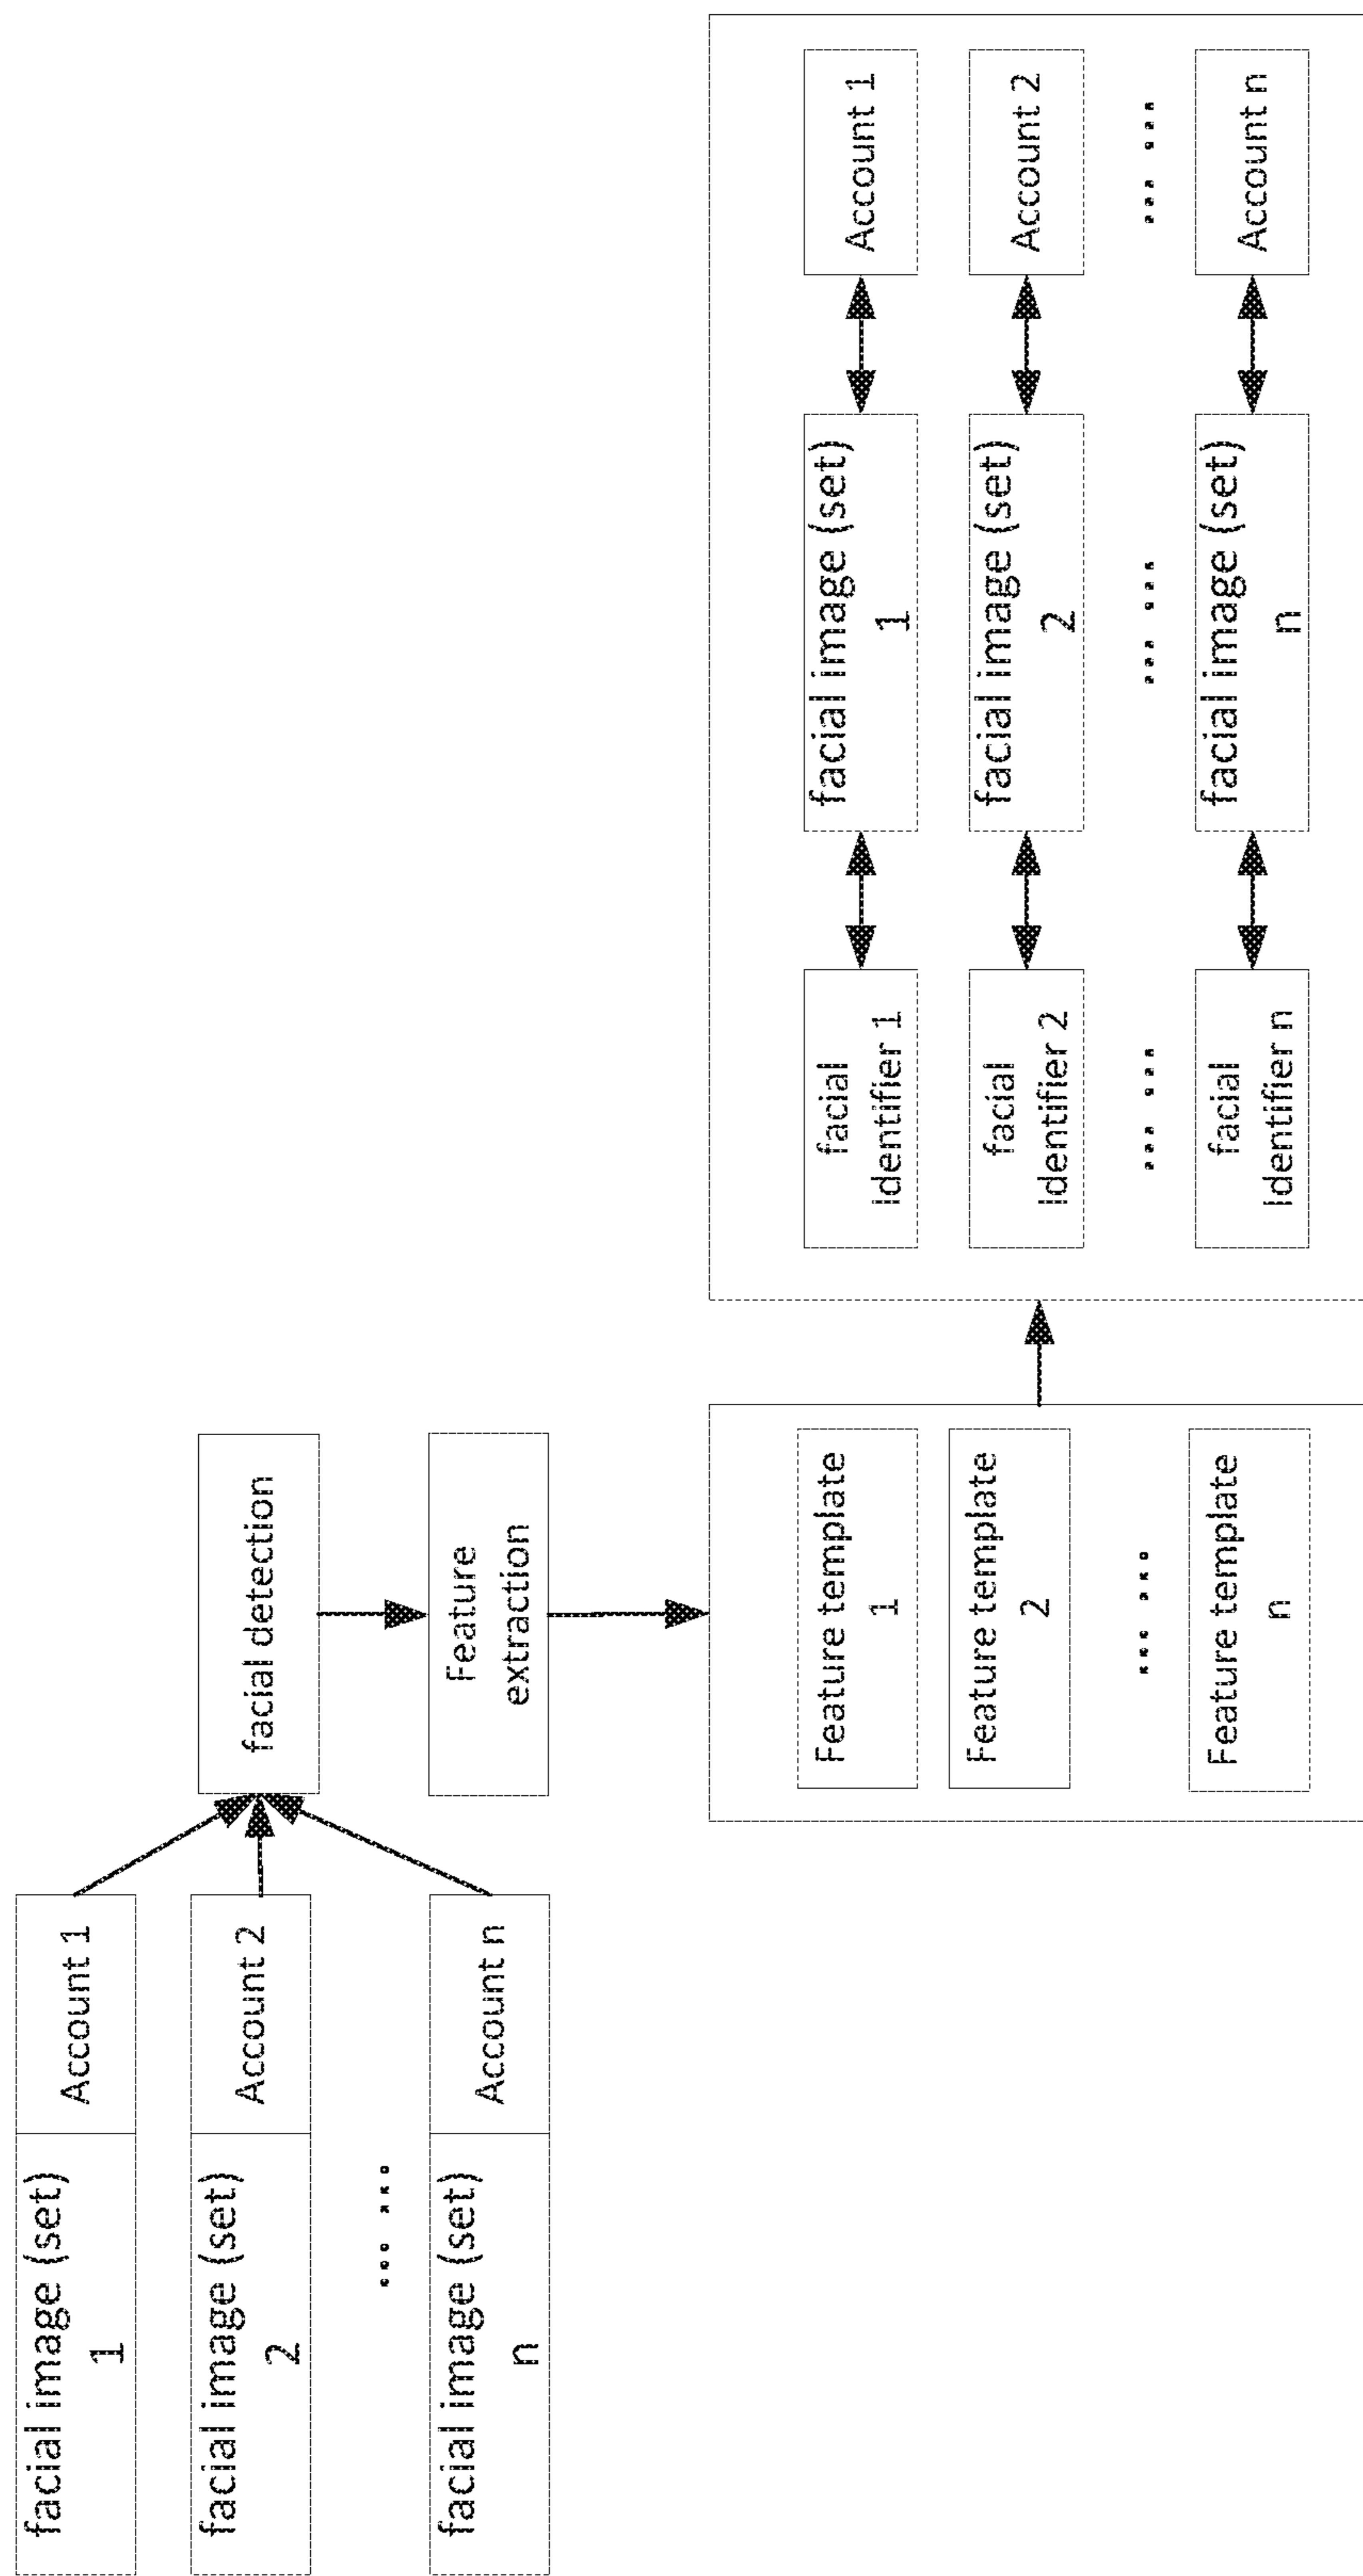 facial image (set)
1
Account 1
facial image (set)
2
Account 2
... ...
facial image (set)
n
Account n
facial detection
Feature
extraction
Feature template
1
Feature template
2
... ...
Feature template
n
facial
identifier 1
facial image (set)
1
Account 1
facial
identifier 2
facial image (set)
2
Account 2
... ...
... ...
... ...
facial
identifier n
facial image (set)
n
Account n